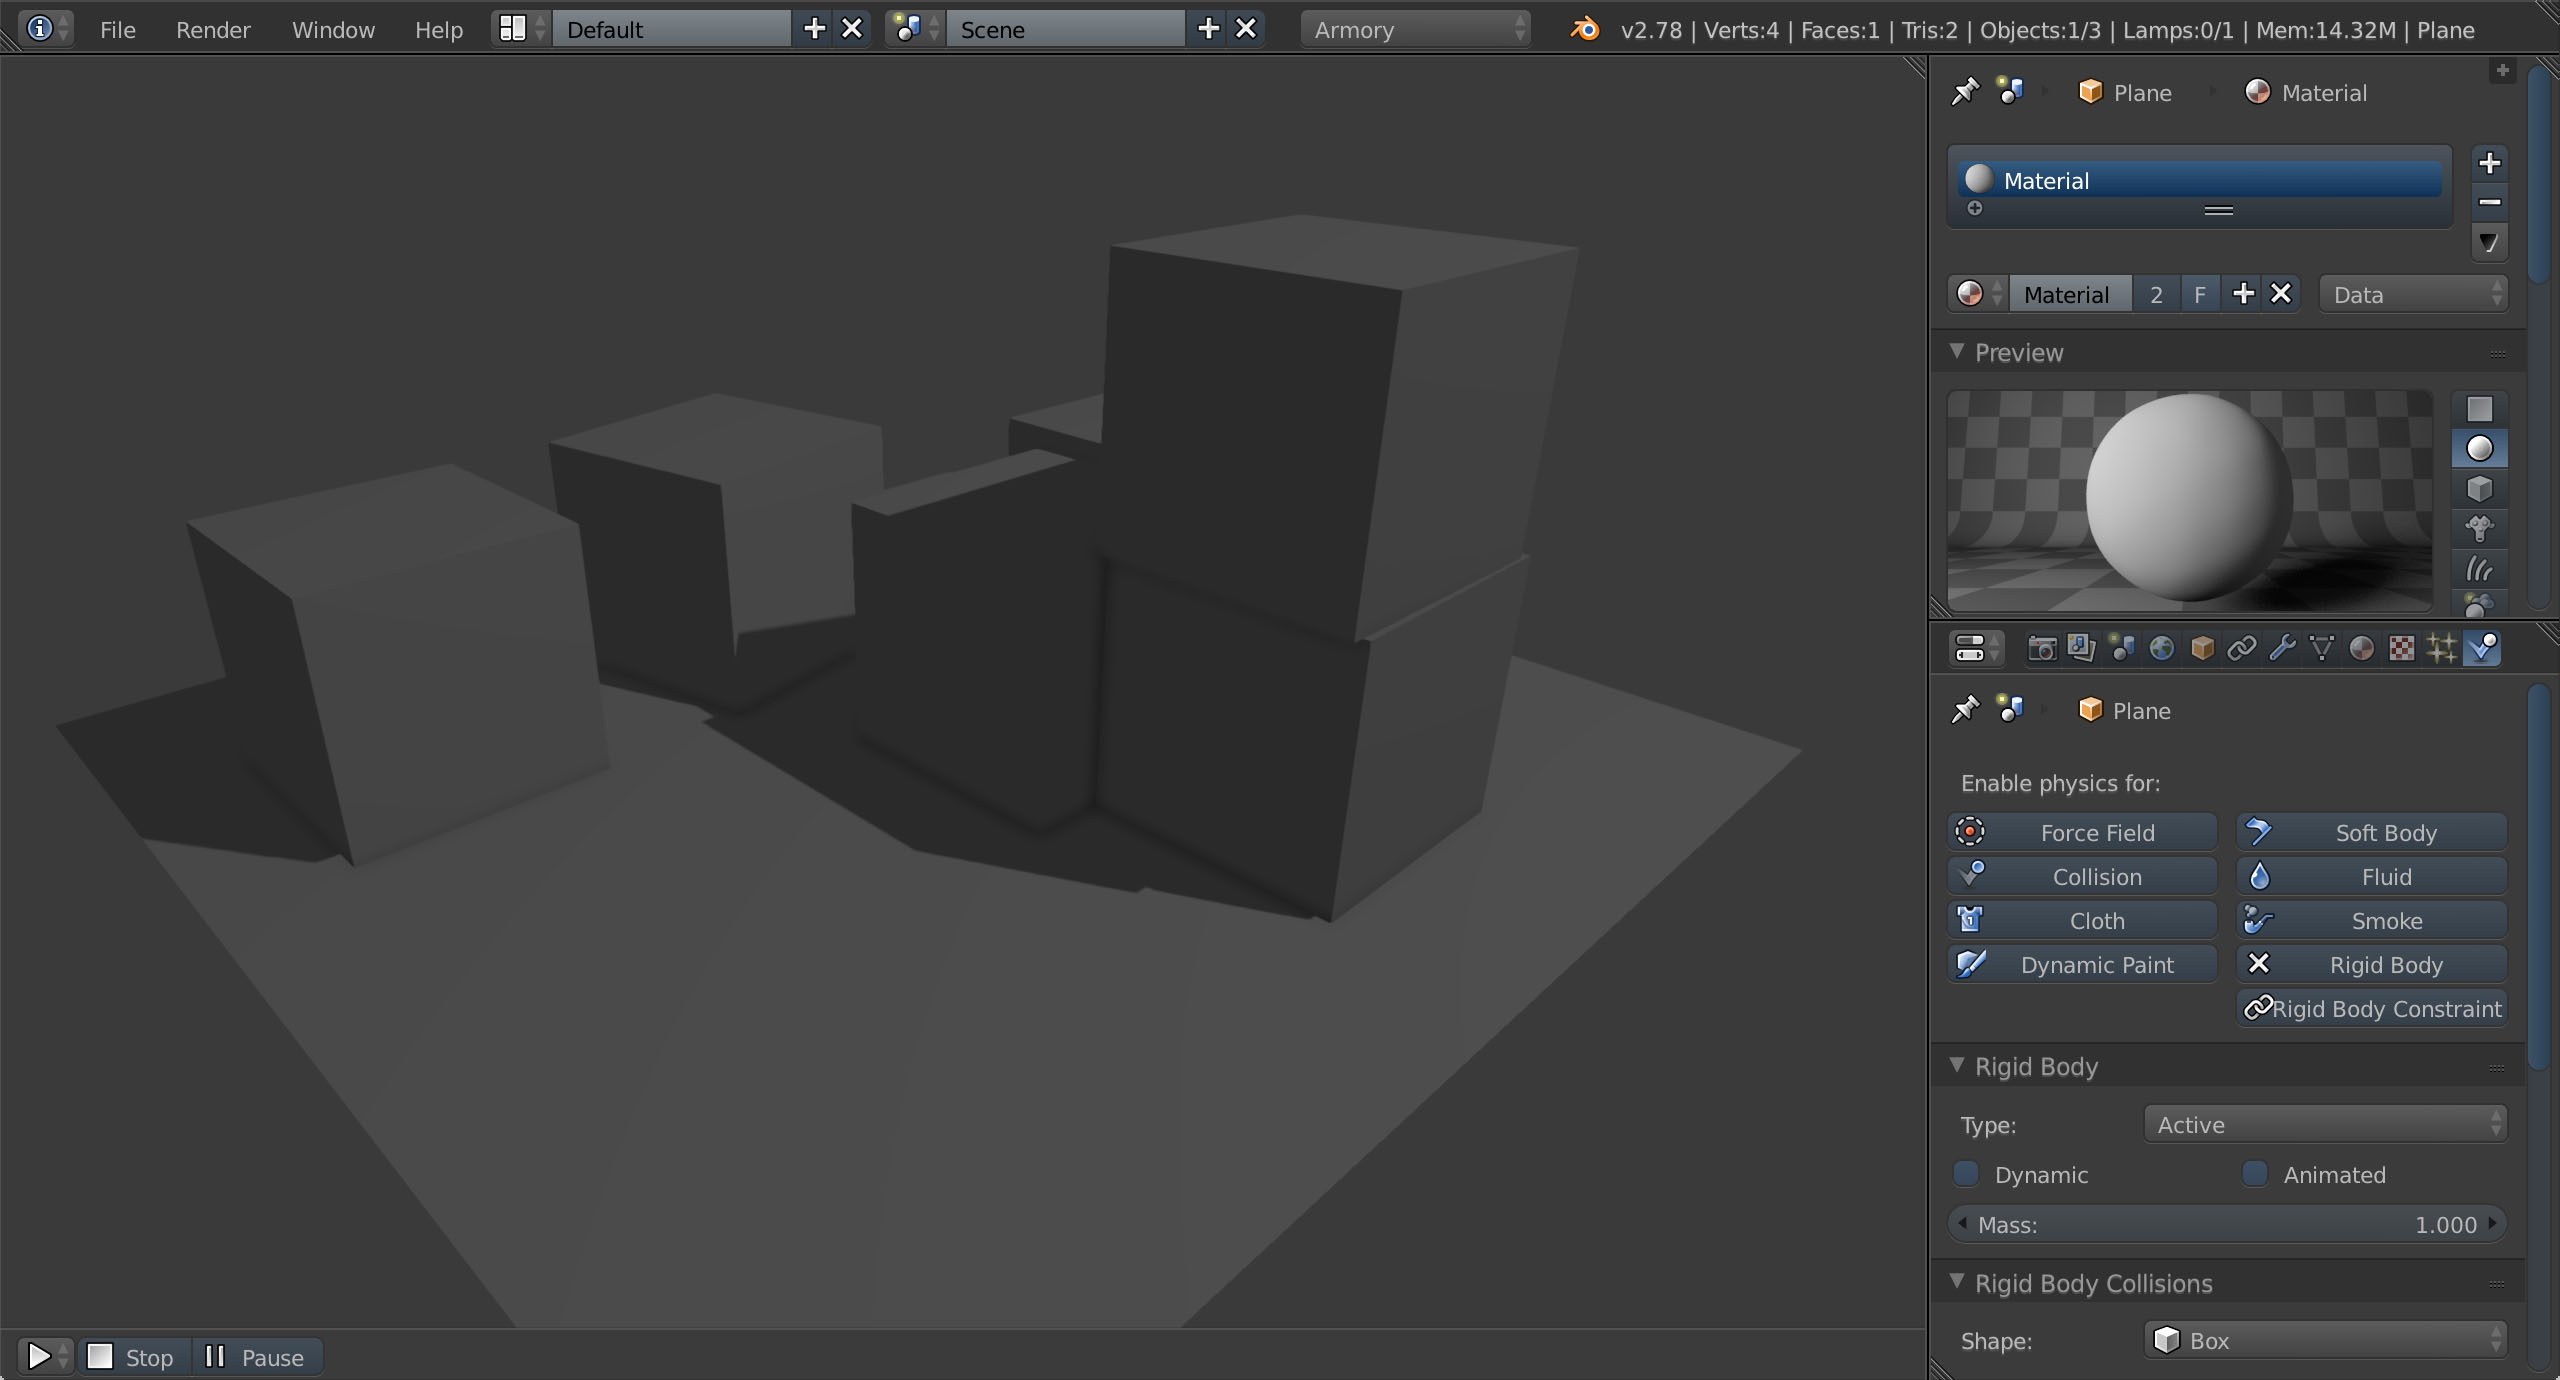 File Render Window Help Default Scene Armory v2.78 | Verts:4 | Faces:1 | Tris:2 | Objects:1/3 | Lamps:0/1 | Mem:14.32M | Plane
Plane Material
Material
Material 2 F Data
Preview
Plane
Enable physics for:
Force Field Soft Body
Collision Fluid
Cloth Smoke
Dynamic Paint Rigid Body
Rigid Body Constraint
Rigid Body
Type: Active
Dynamic Animated
Mass: 1.000
Rigid Body Collisions
Shape: Box
Stop Pause